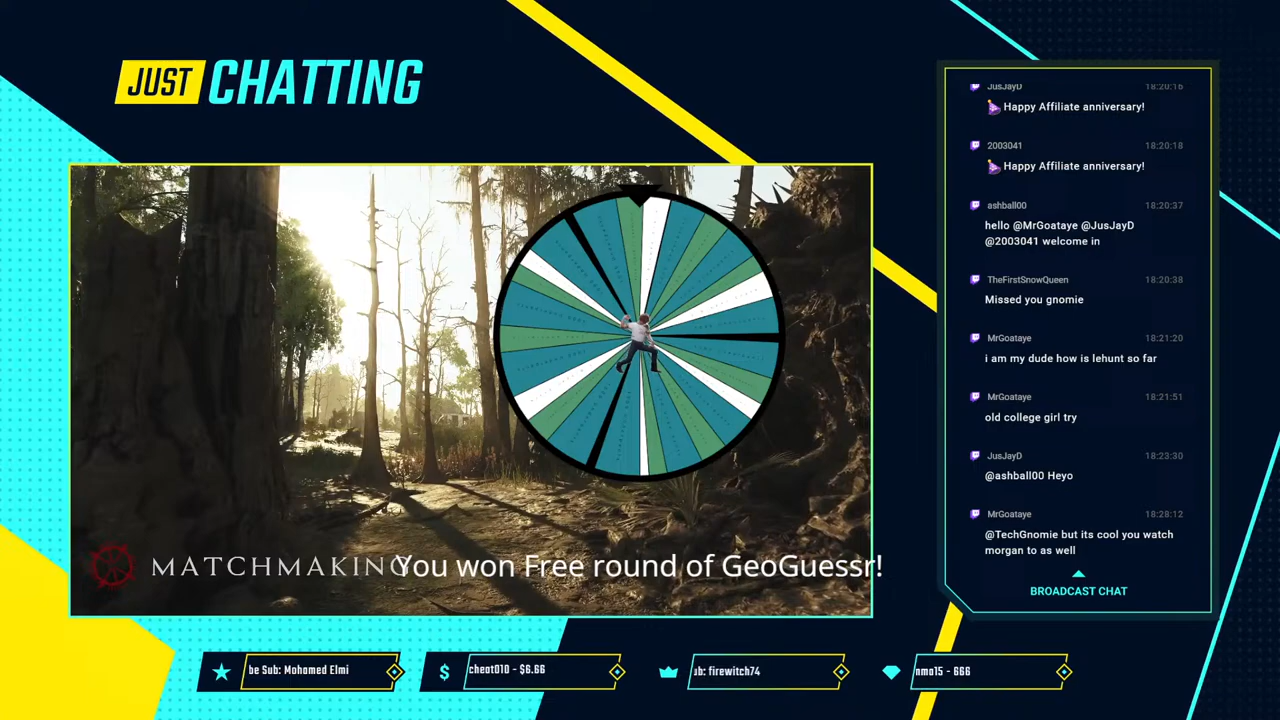 JUST CHATTING
JusJayD 18:20:16
Happy Affiliate anniversary!
2003041 18:20:18
Happy Affiliate anniversary!
ashball00 18:20:37
hello @MrGoataye @JusJayD
@2003041 welcome in
TheFirstSnowQueen 18:20:38
Missed you gnomie
MrGoataye 18:21:20
i am my dude how is lehunt so far
MrGoataye 18:21:51
old college girl try
JusJayD 18:23:30
@ashball00 Heyo
MrGoataye 18:28:12
@TechGnomie but its cool you watch
morgan to as well
BROADCAST CHAT
MATCHMAKING
You won Free round of GeoGuessr!
be Sub: Mohamed Elmi
cheat010 - $6.66
ub: firewitch74
nmo15 - 666